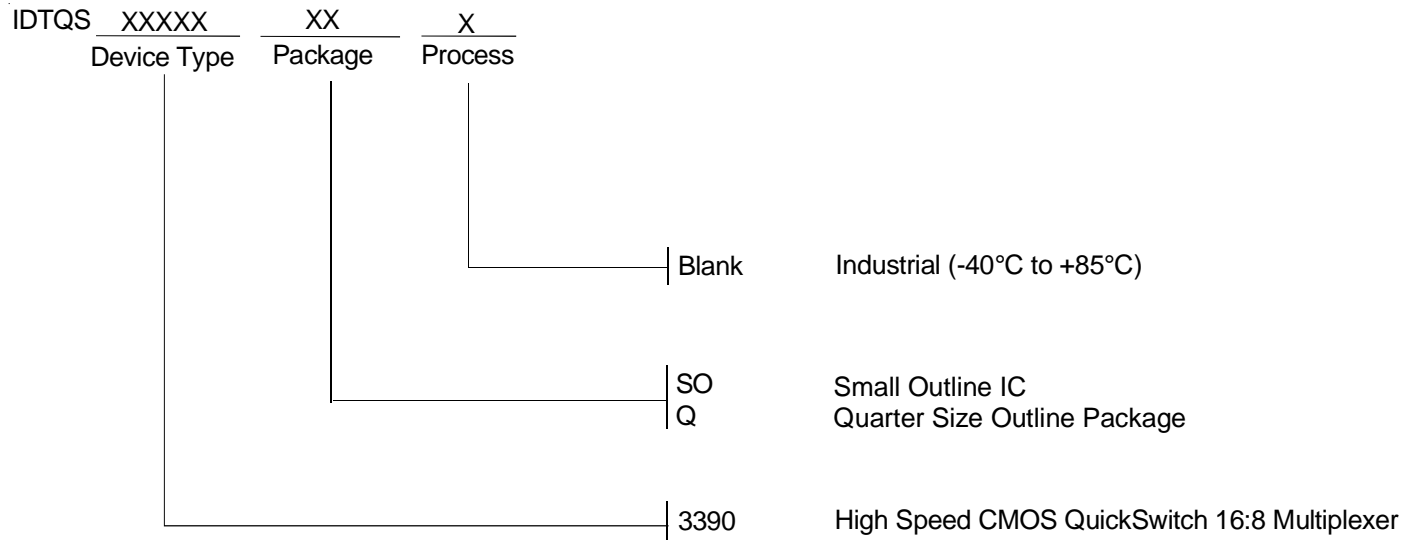 IDTQS XXXXX XX X
Device Type Package Process
Blank Industrial (-40°C to +85°C)
SO Small Outline IC
Q Quarter Size Outline Package
3390 High Speed CMOS QuickSwitch 16:8 Multiplexer